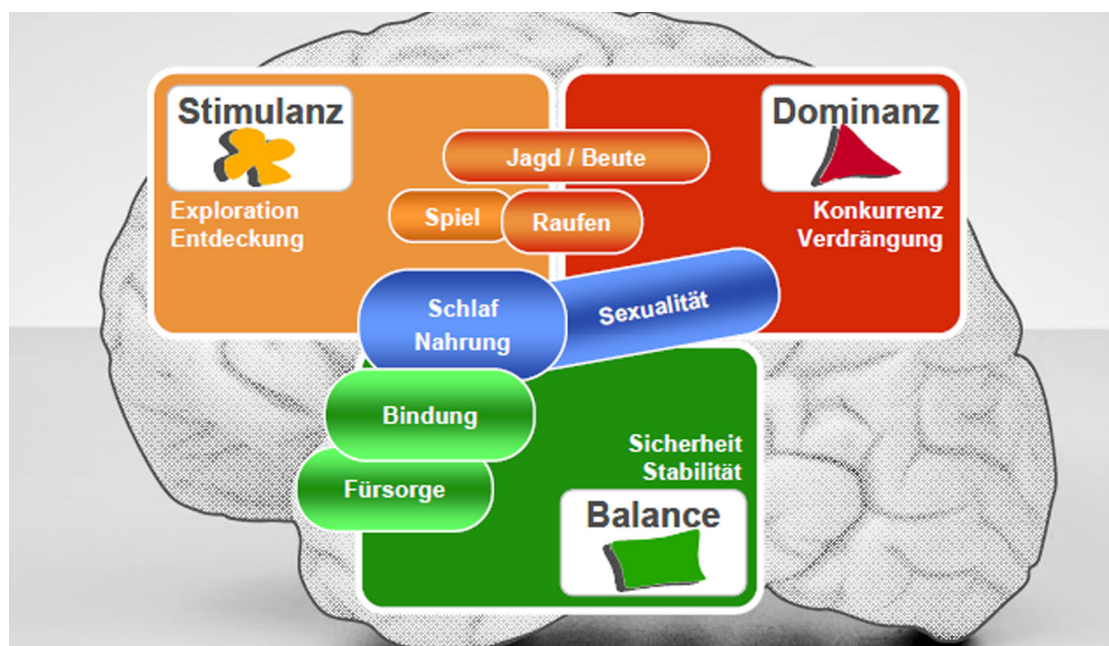 Stimulanz
Dominanz
Jagd / Beute
Exploration
Entdeckung
Spiel
Raufen
Konkurrenz
Verdrängung
Schlaf
Nahrung
Sexualität
Bindung
Sicherheit
Stabilität
Fürsorge
Balance